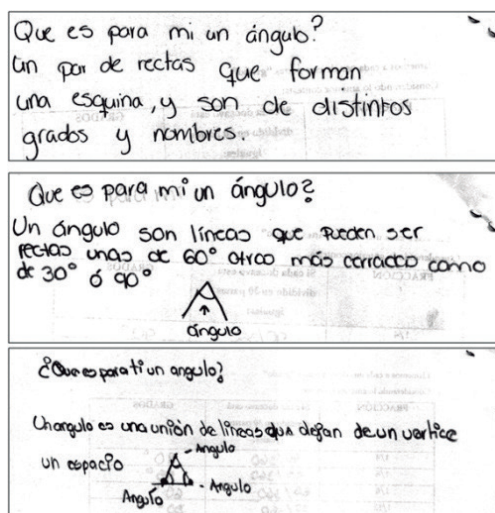 Que es para mi un ángulo?
un par de rectas que forman
una esquina, y son de distintos
grados y nombres.
Que es para mi un ángulo?
Un ángulo son líneas que pueden ser
rectas unas de 60° otras más cerradas como
de 30° ó 90°
ángulo
¿Que es para ti un angulo?
Un angulo es una unión de lineas que dejan de un vertice
un espacio
Angulo
Angulo
Angulo